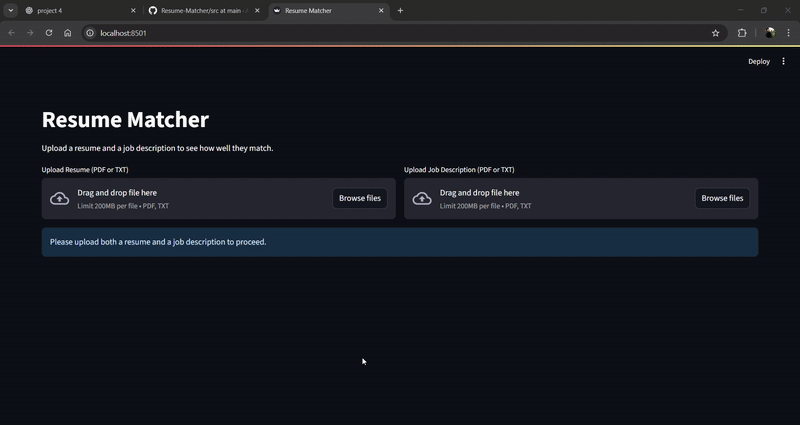 project 4
Resume-Matcher/src at main · A
Resume Matcher
localhost:8501
Deploy
Resume Matcher
Upload a resume and a job description to see how well they match.
Upload Resume (PDF or TXT)
Upload Job Description (PDF or TXT)
Drag and drop file here
Limit 200MB per file • PDF, TXT
Browse files
Drag and drop file here
Limit 200MB per file • PDF, TXT
Browse files
Please upload both a resume and a job description to proceed.